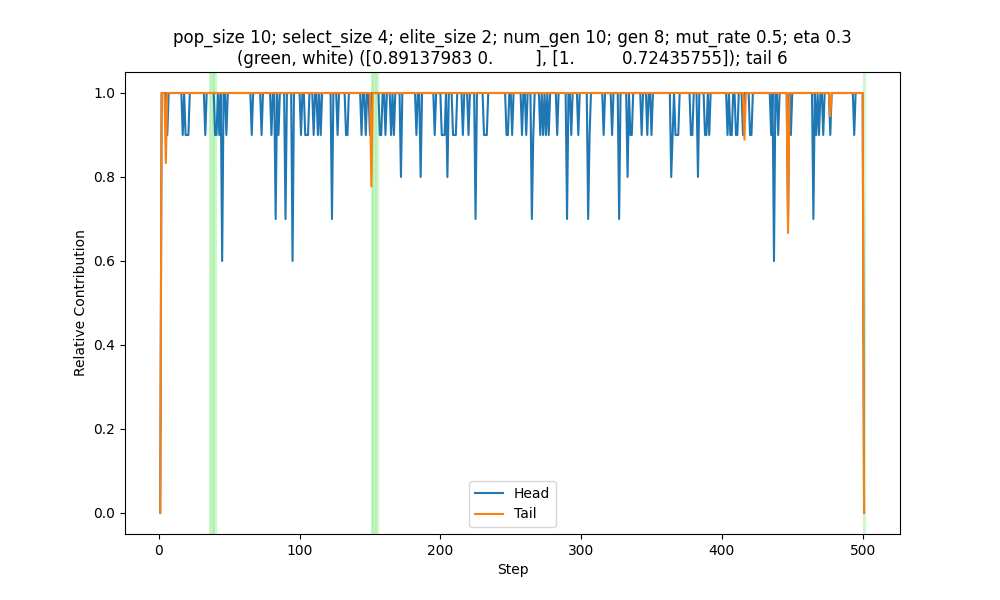 pop_size 10; select_size 4; elite_size 2; num_gen 10; gen 8; mut_rate 0.5; eta 0.3
(green, white) ([0.89137983 0.         ], [1.         0.72435755]); tail 6
1.0
0.8
0.6
0.4
0.2
0.0
Relative Contribution
Head
Tail
0 100 200 300 400 500
Step